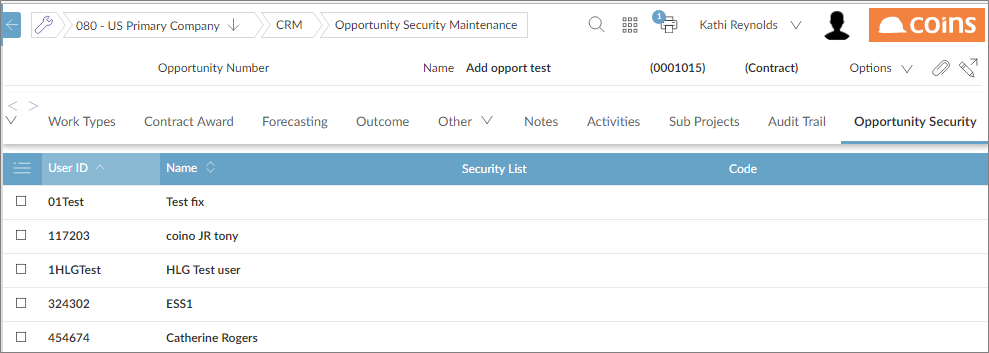 080 - US Primary Company CRM Opportunity Security Maintenance 1 Kathi Reynolds coins
Opportunity Number Name Add opport test (0001015) (Contract) Options
Work Types Contract Award Forecasting Outcome Other Notes Activities Sub Projects Audit Trail Opportunity Security
User ID Name Security List Code
01Test Test fix
117203 coino JR tony
1HLGTest HLG Test user
324302 ESS1
454674 Catherine Rogers